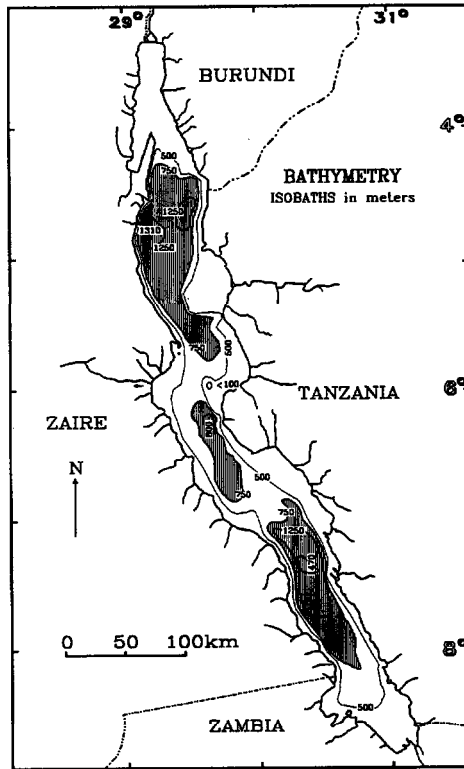 29°
31°
BURUNDI
4°
500
750
BATHYMETRY
ISOBATHS in meters
1250
1310
1250
750
500
<100
TANZANIA
6°
ZAIRE
500
750
N
750
1250
0 50 100km
8°
500
ZAMBIA